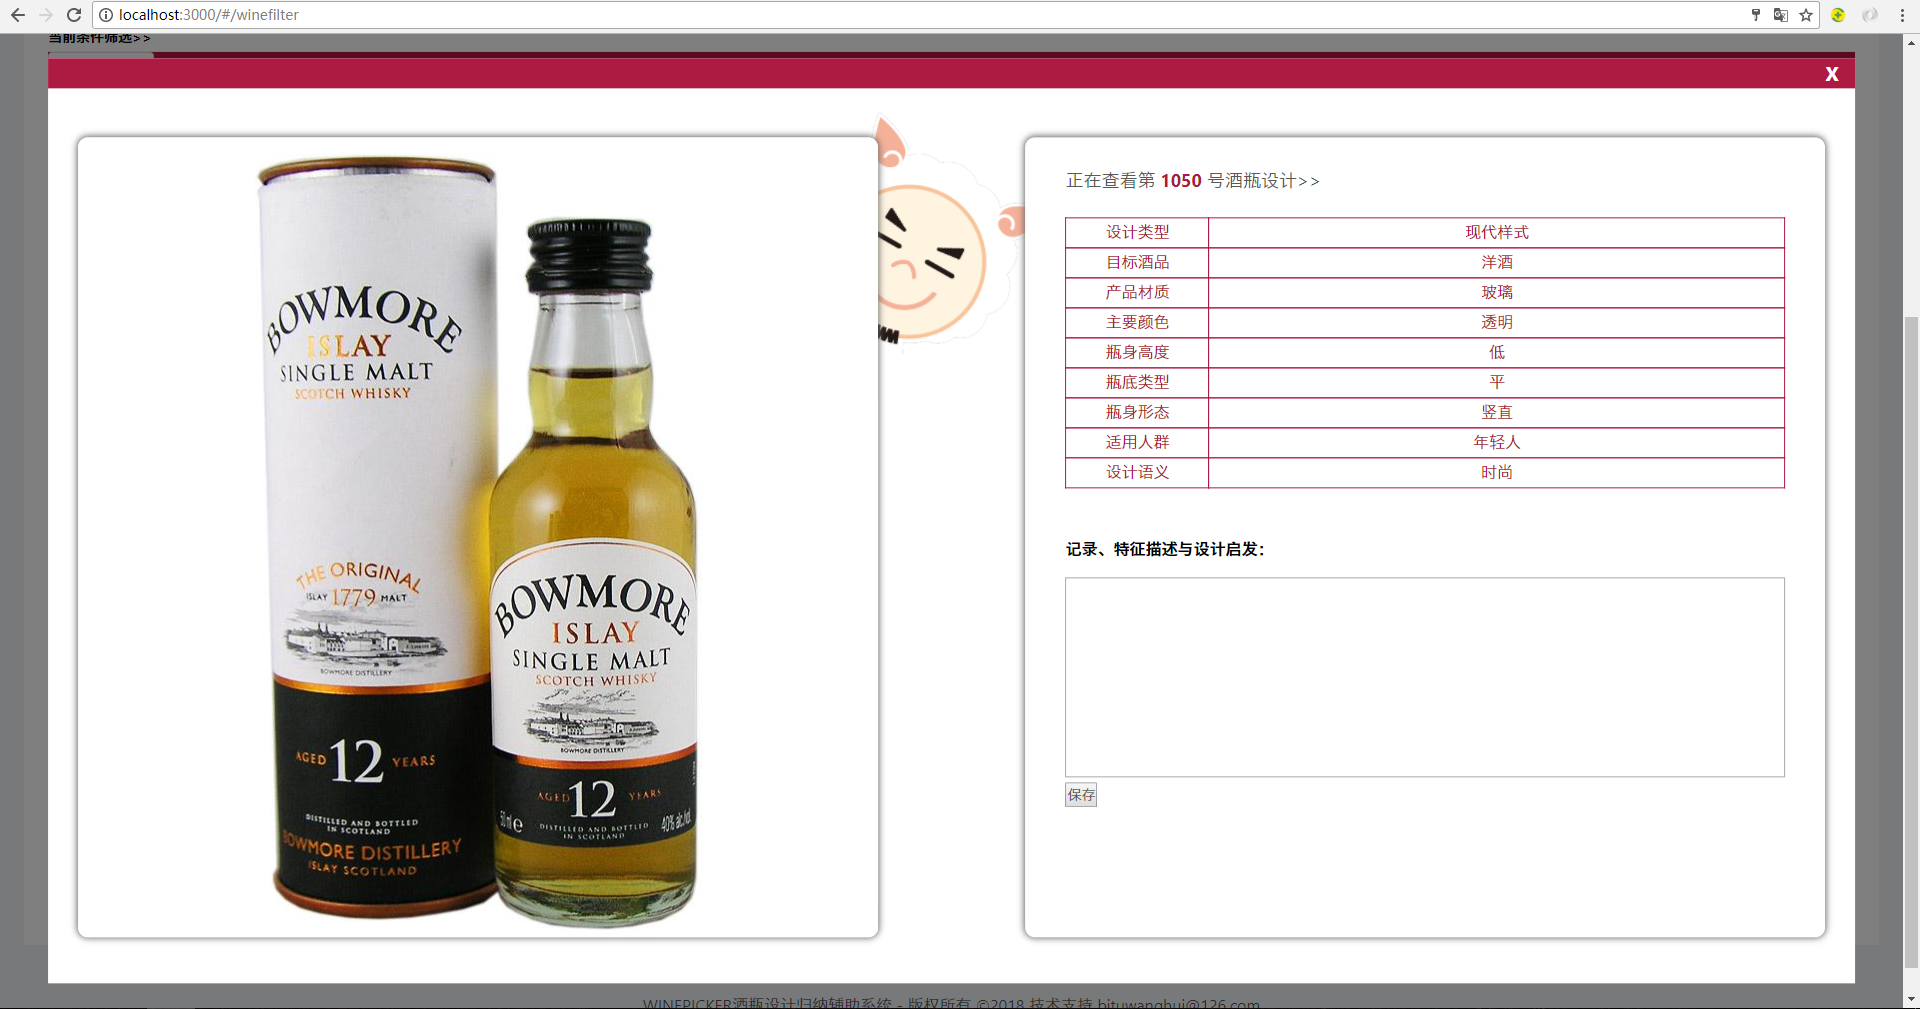 localhost:3000/#/winefilter
当前条件筛选>>
X
BOWMORE
ISLAY
SINGLE MALT
SCOTCH WHISKY
THE ORIGINAL
ISLAY 1779 MALT
BOWMORE DISTILLERY
AGED 12 YEARS
DISTILLED AND BOTTLED
IN SCOTLAND
BOWMORE DISTILLERY
ISLAY SCOTLAND
BOWMORE
ISLAY
SINGLE MALT
SCOTCH WHISKY
BOWMORE DISTILLERY
AGED 12 YEARS
50 ml e DISTILLED AND BOTTLED 40% alc./vol.
IN SCOTLAND
正在查看第 1050 号酒瓶设计>>
设计类型 现代样式
目标酒品 洋酒
产品材质 玻璃
主要颜色 透明
瓶身高度 低
瓶底类型 平
瓶身形态 竖直
适用人群 年轻人
设计语义 时尚
记录、特征描述与设计启发：
保存
WINEPICKER酒瓶设计归纳辅助系统 - 版权所有 ©2018 技术支持 bituwanghui@126.com